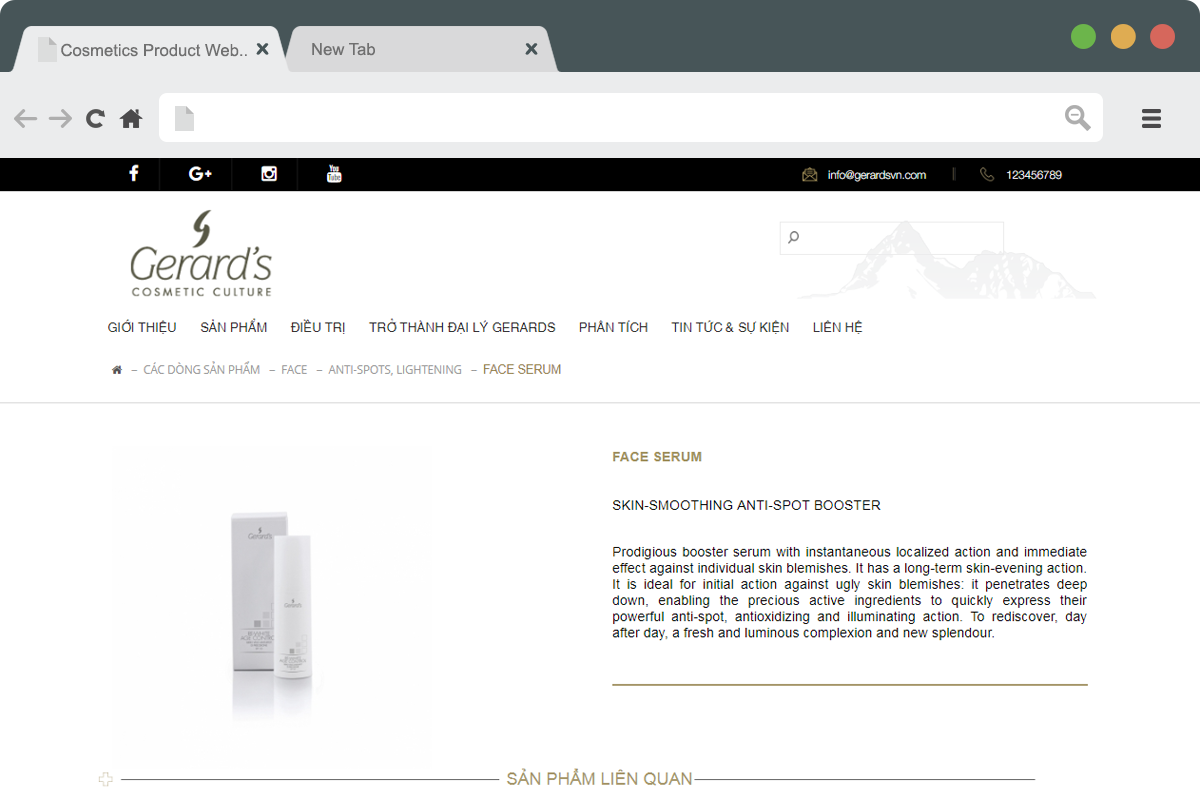 Cosmetics Product Web..
New Tab
You Tube
info@gerardsvn.com
123456789
Gerard's
COSMETIC CULTURE
GIỚI THIỆU SẢN PHẨM ĐIỀU TRỊ TRỞ THÀNH ĐẠI LÝ GERARDS PHÂN TÍCH TIN TỨC & SỰ KIỆN LIÊN HỆ
– CÁC DÒNG SẢN PHẨM – FACE – ANTI-SPOTS, LIGHTENING – FACE SERUM
FACE SERUM
SKIN-SMOOTHING ANTI-SPOT BOOSTER
Prodigious booster serum with instantaneous localized action and immediate
effect against individual skin blemishes. It has a long-term skin-evening action.
It is ideal for initial action against ugly skin blemishes: it penetrates deep
down, enabling the precious active ingredients to quickly express their
powerful anti-spot, antioxidizing and illuminating action. To rediscover, day
after day, a fresh and luminous complexion and new splendour.
Gerard's
Gerard's
SẢN PHẨM LIÊN QUAN